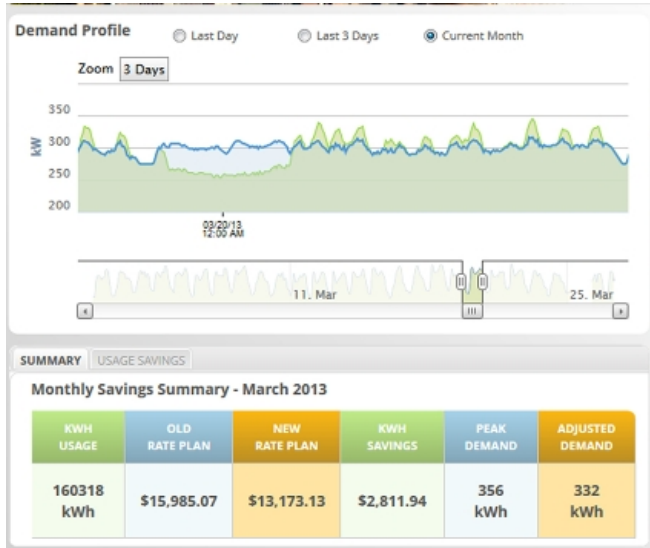 Demand Profile
Last Day
Last 3 Days
Current Month
Zoom 3 Days
350
300
250
200
kW
03/20/13
12:00 AM
11. Mar
25. Mar
SUMMARY
USAGE SAVINGS
Monthly Savings Summary - March 2013
KWH USAGE
OLD RATE PLAN
NEW RATE PLAN
KWH SAVINGS
PEAK DEMAND
ADJUSTED DEMAND
160318 kWh
$15,985.07
$13,173.13
$2,811.94
356 kWh
332 kWh